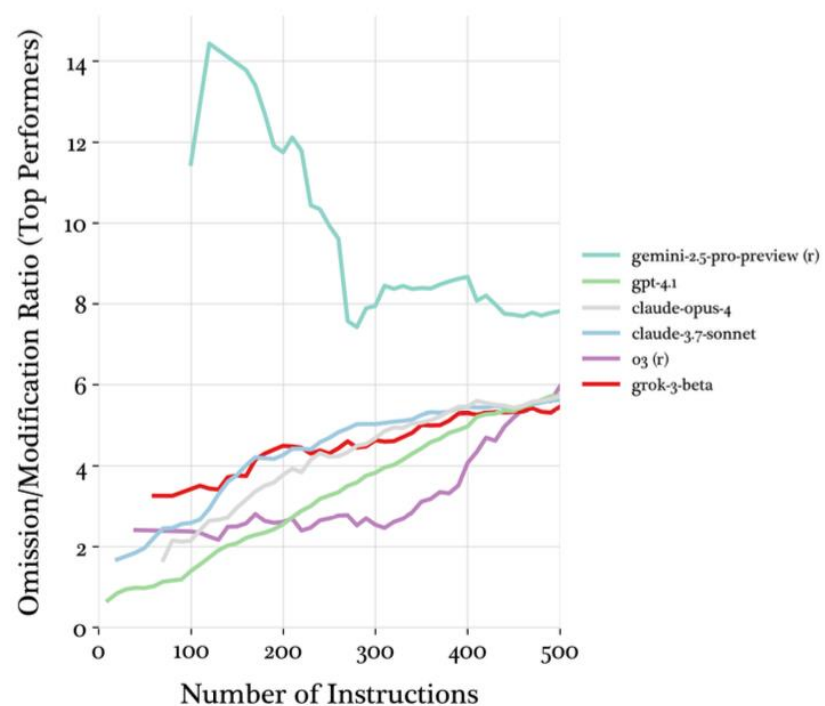 Omission/Modification Ratio (Top Performers)
14
12
10
8
6
4
2
0
0 100 200 300 400 500
Number of Instructions
gemini-2.5-pro-preview (r)
gpt-4.1
claude-opus-4
claude-3.7-sonnet
o3 (r)
grok-3-beta